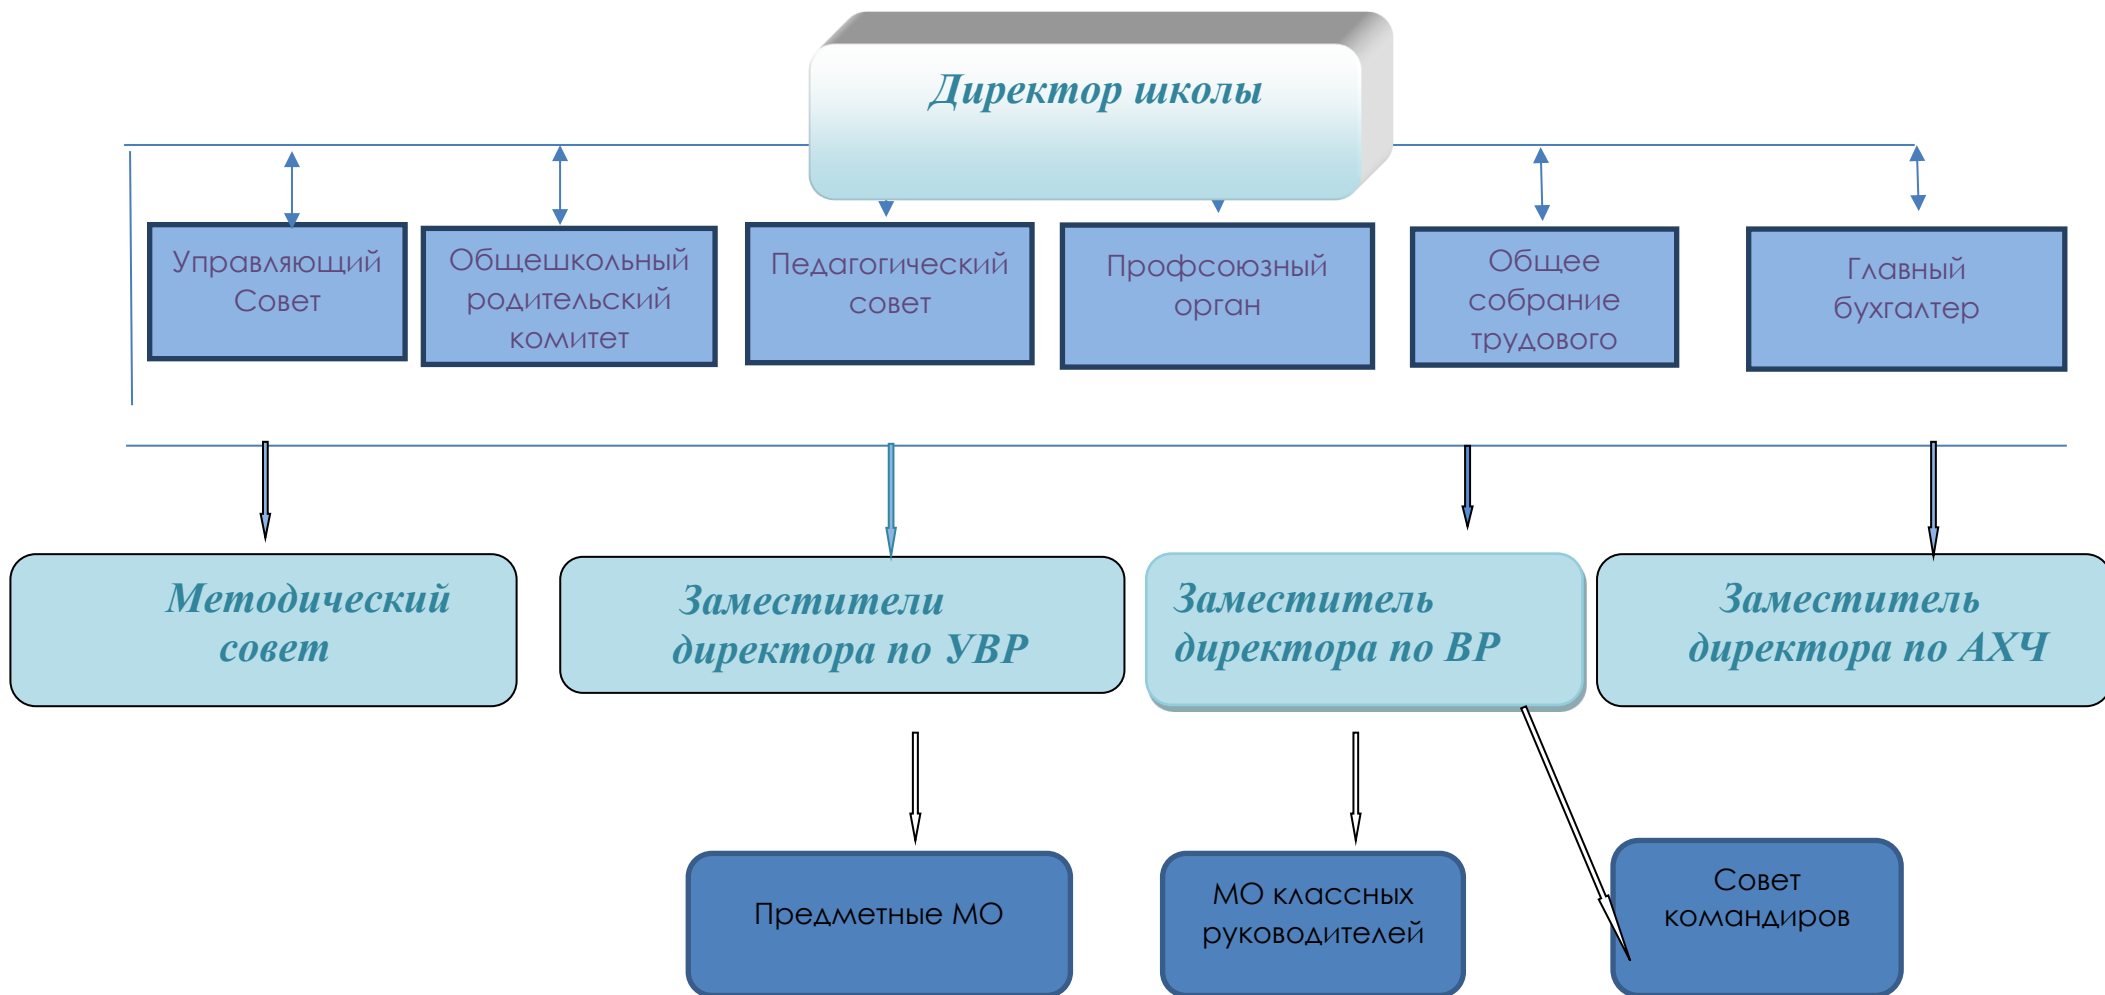 Директор школы
Управляющий
Совет
Общешкольный
родительский
комитет
Педагогический
совет
Профсоюзный
орган
Общее
собрание
трудового
Главный
бухгалтер
Методический
совет
Заместители
директора по УВР
Заместитель
директора по ВР
Заместитель
директора по АХЧ
Предметные МО
МО классных
руководителей
Совет
командиров